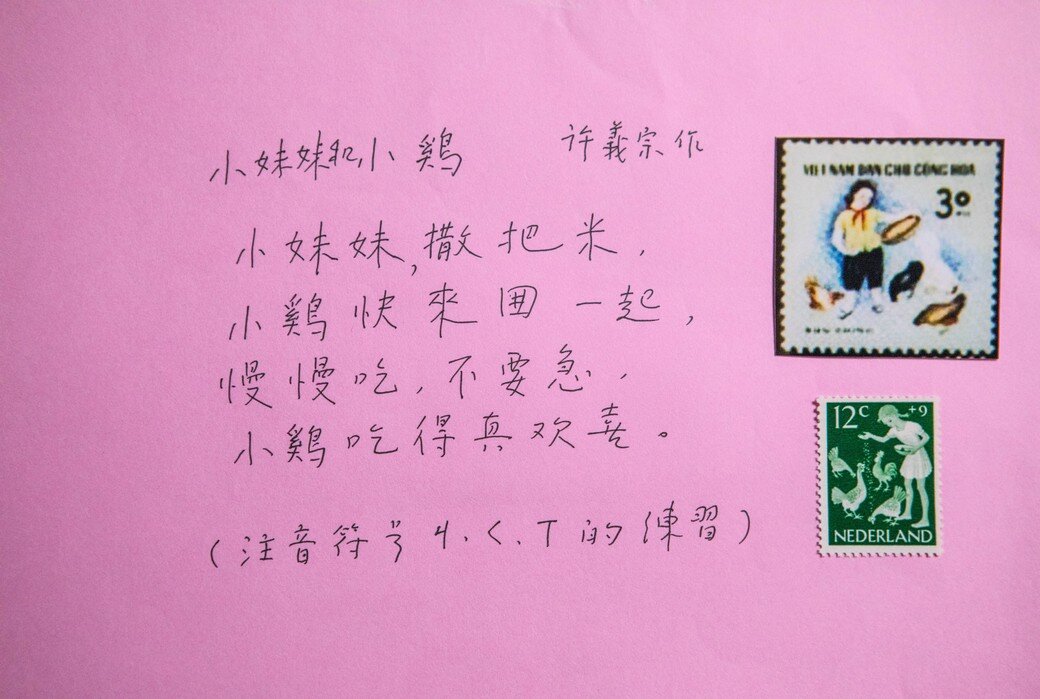 小妹妹和小鷄 許義宗作
小妹妹,撒把米,
小鷄快來围一起,
慢慢吃,不要急,
小鷄吃得真欢喜。
(注音符号ㄐ.ㄑ.ㄒ的練習)
VIET NAM DAN CHU CONG HOA
3º
12c +9
NEDERLAND